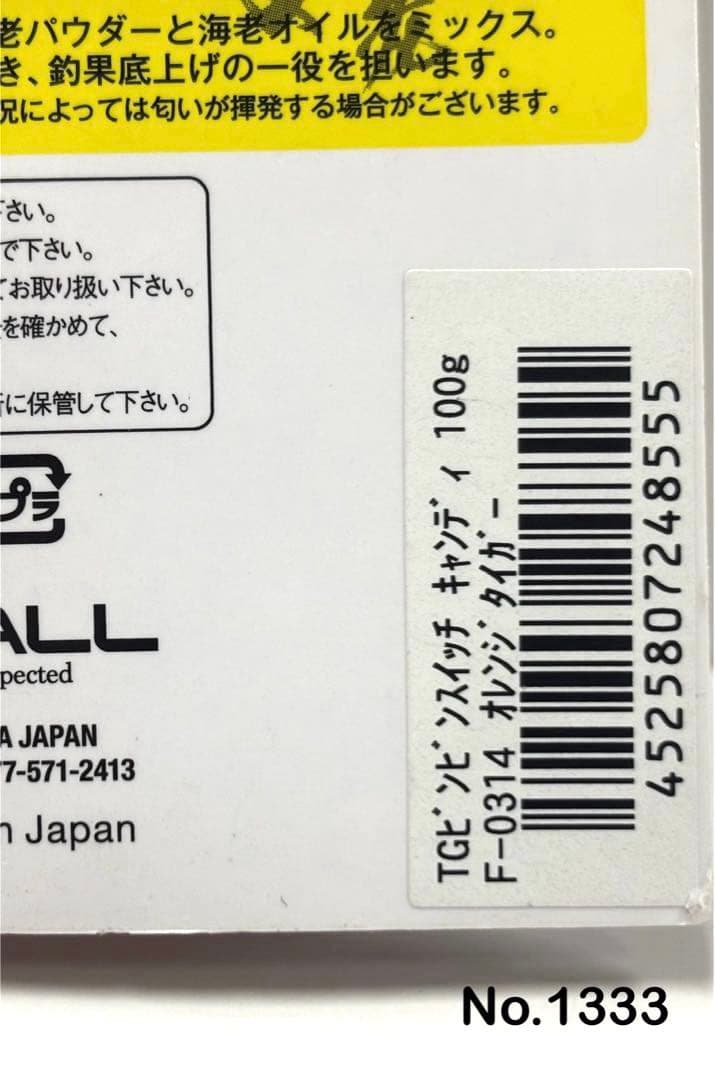 老パウダーと海老オイルをミックス。
き、釣果底上げの一役を担います。
況によっては匂いが揮発する場合がございます。
さい。
で下さい。
てお取り扱い下さい。
を確かめて、
に保管して下さい。
プラ
ALL
pected
A JAPAN
77-571-2413
n Japan
TGﾋﾞﾝﾋﾞﾝｽｲｯﾁ ｷｬﾝﾃﾞｨ 100g
F-0314 ｵﾚﾝｼﾞﾀｲｶﾞｰ
4525807248555
No.1333